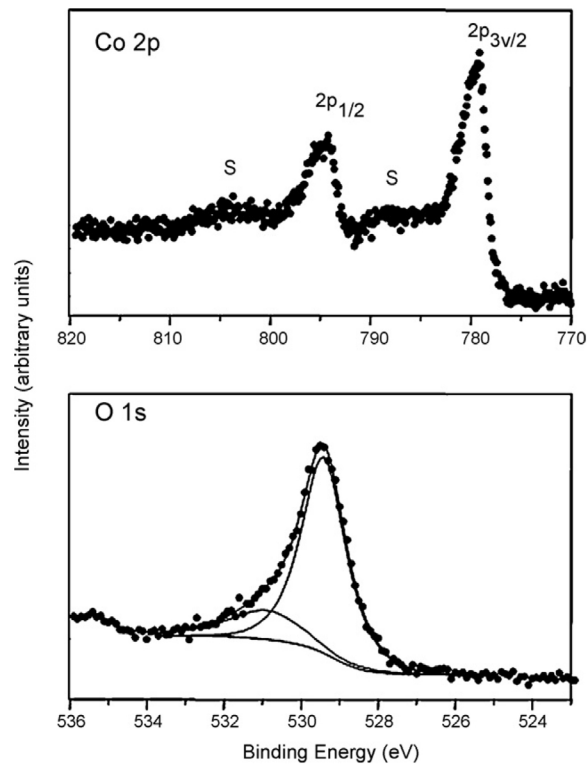 Co 2p
2p3v/2
2p1/2
S
S
820 810 800 790 780 770
Intensity (arbitrary units)
O 1s
536 534 532 530 528 526 524
Binding Energy (eV)